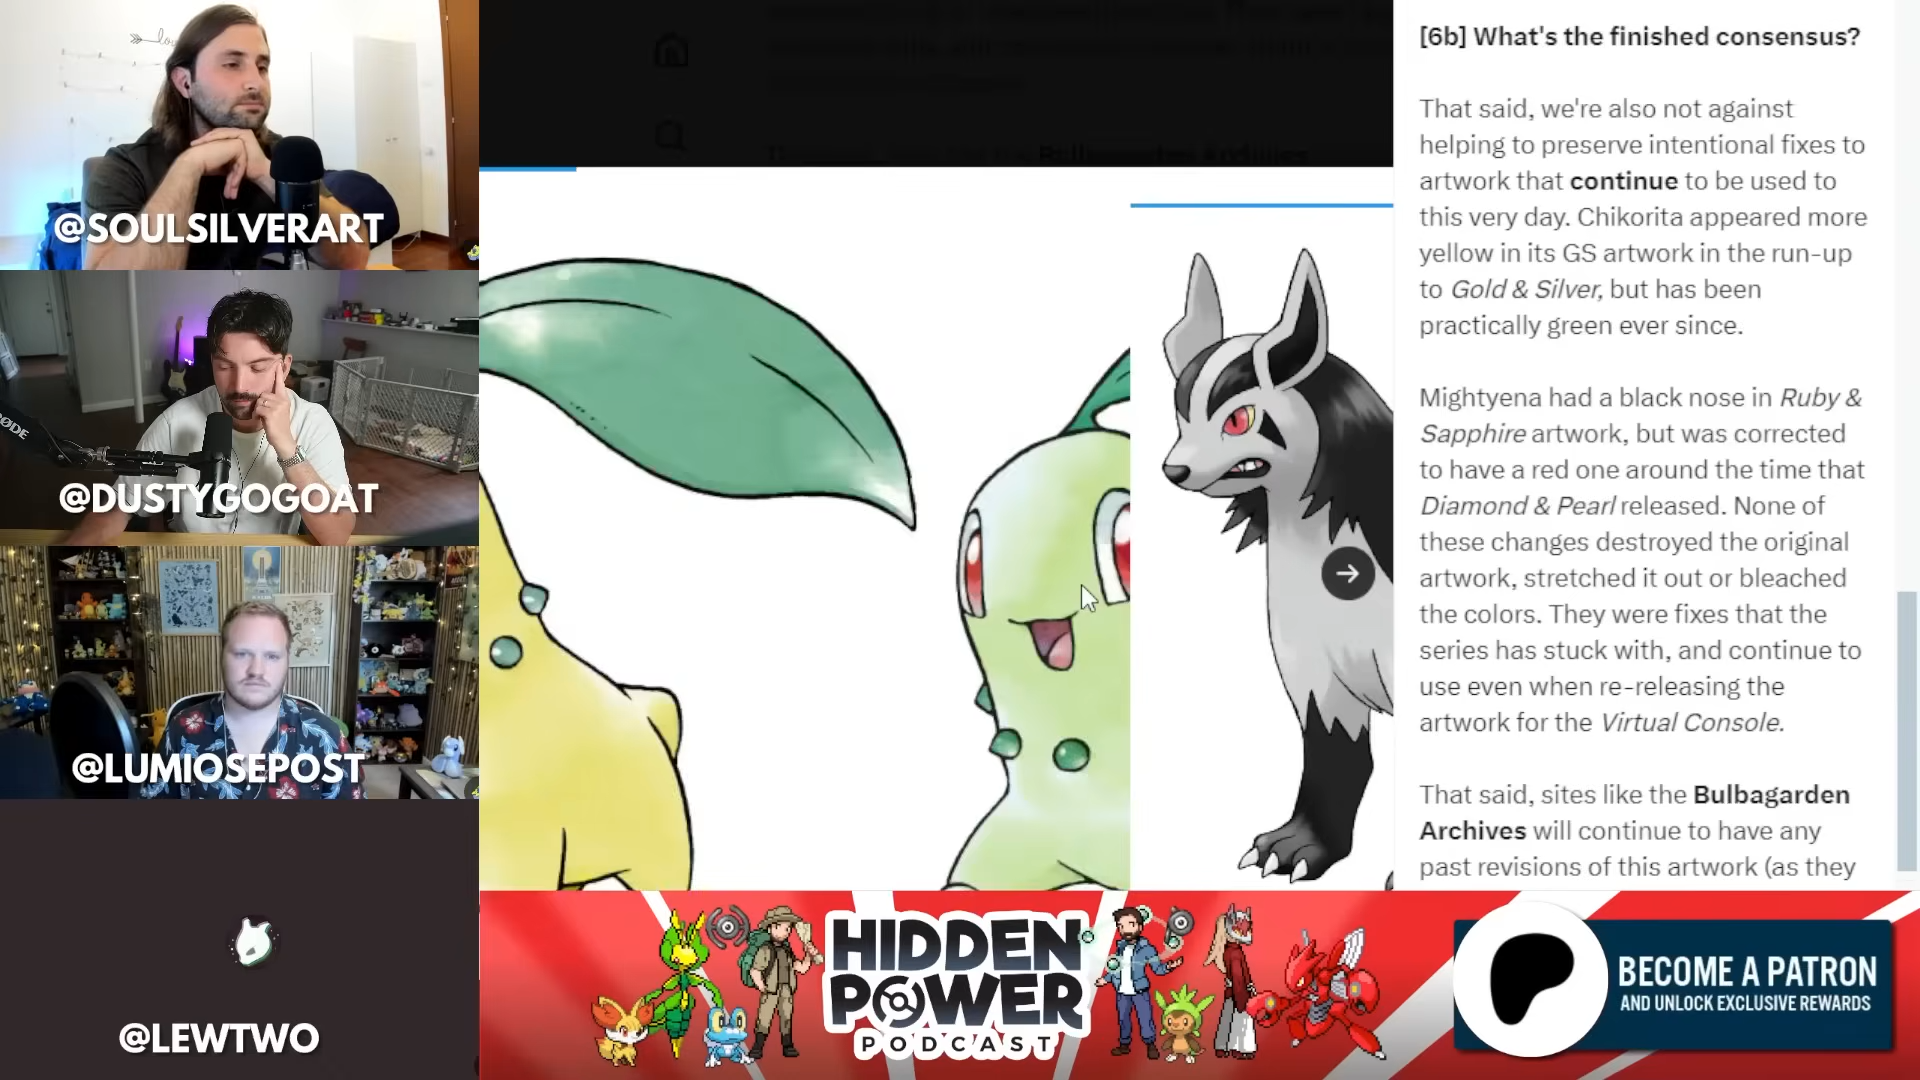 @SOULSILVERART
RØDE
@DUSTYGOGOAT
@LUMIOSEPOST
@LEWTWO
[6b] What's the finished consensus?
That said, we're also not against
helping to preserve intentional fixes to
artwork that continue to be used to
this very day. Chikorita appeared more
yellow in its GS artwork in the run-up
to Gold & Silver, but has been
practically green ever since.
Mightyena had a black nose in Ruby &
Sapphire artwork, but was corrected
to have a red one around the time that
Diamond & Pearl released. None of
these changes destroyed the original
artwork, stretched it out or bleached
the colors. They were fixes that the
series has stuck with, and continue to
use even when re-releasing the
artwork for the Virtual Console.
That said, sites like the Bulbagarden
Archives will continue to have any
past revisions of this artwork (as they
HIDDEN
POWER
PODCAST
BECOME A PATRON
AND UNLOCK EXCLUSIVE REWARDS